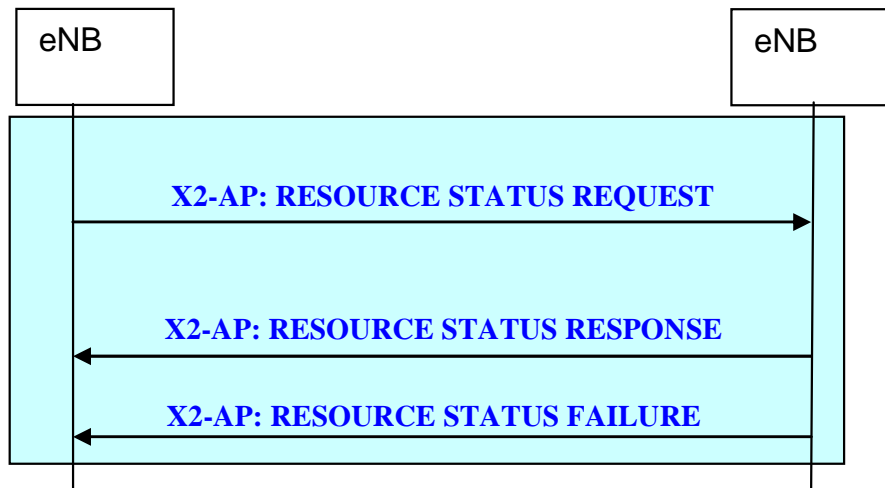 eNB
eNB
X2-AP: RESOURCE STATUS REQUEST
X2-AP: RESOURCE STATUS RESPONSE
X2-AP: RESOURCE STATUS FAILURE